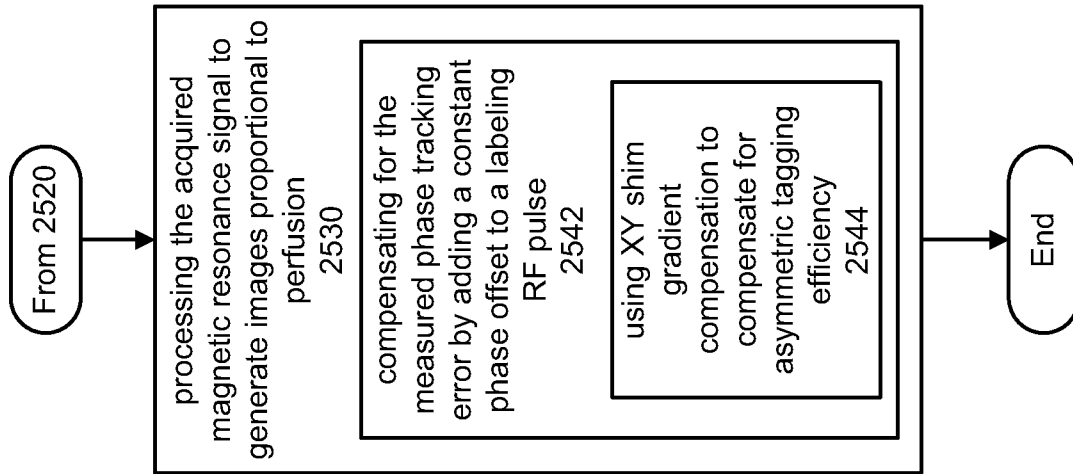 From 2520
processing the acquired
magnetic resonance signal to
generate images proportional to
perfusion
2530
compensating for the
measured phase tracking
error by adding a constant
phase offset to a labeling
RF pulse
2542
using XY shim
gradient
compensation to
compensate for
asymmetric tagging
efficiency
2544
End